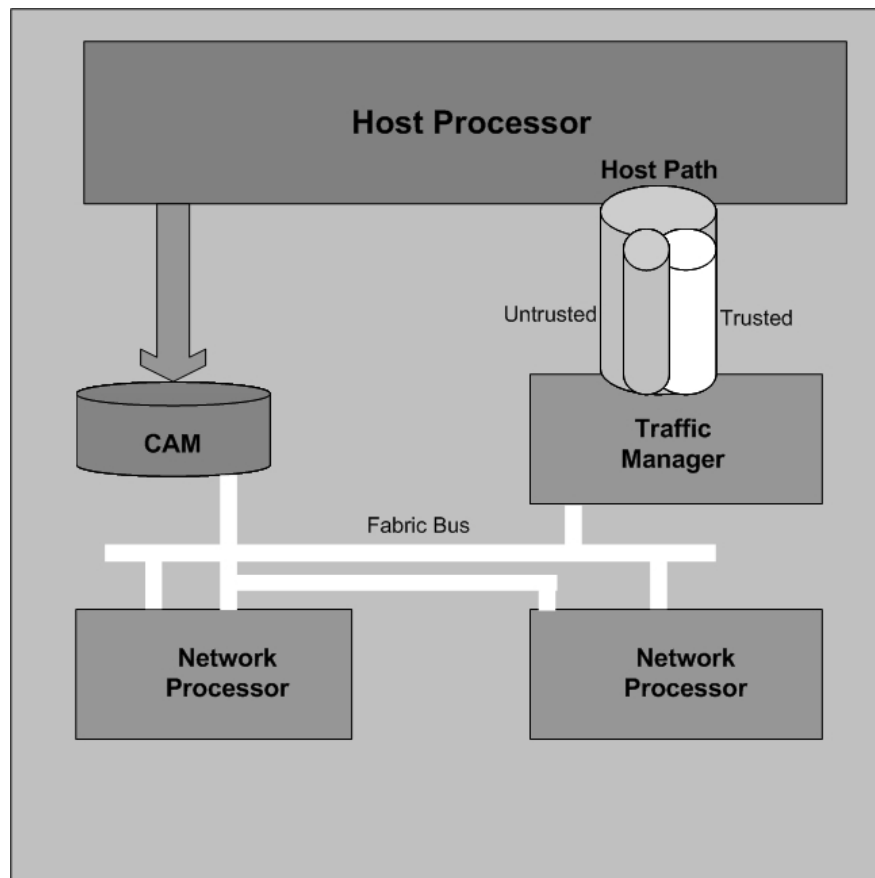 Host Processor
Host Path
Untrusted
Trusted
CAM
Traffic
Manager
Fabric Bus
Network
Processor
Network
Processor